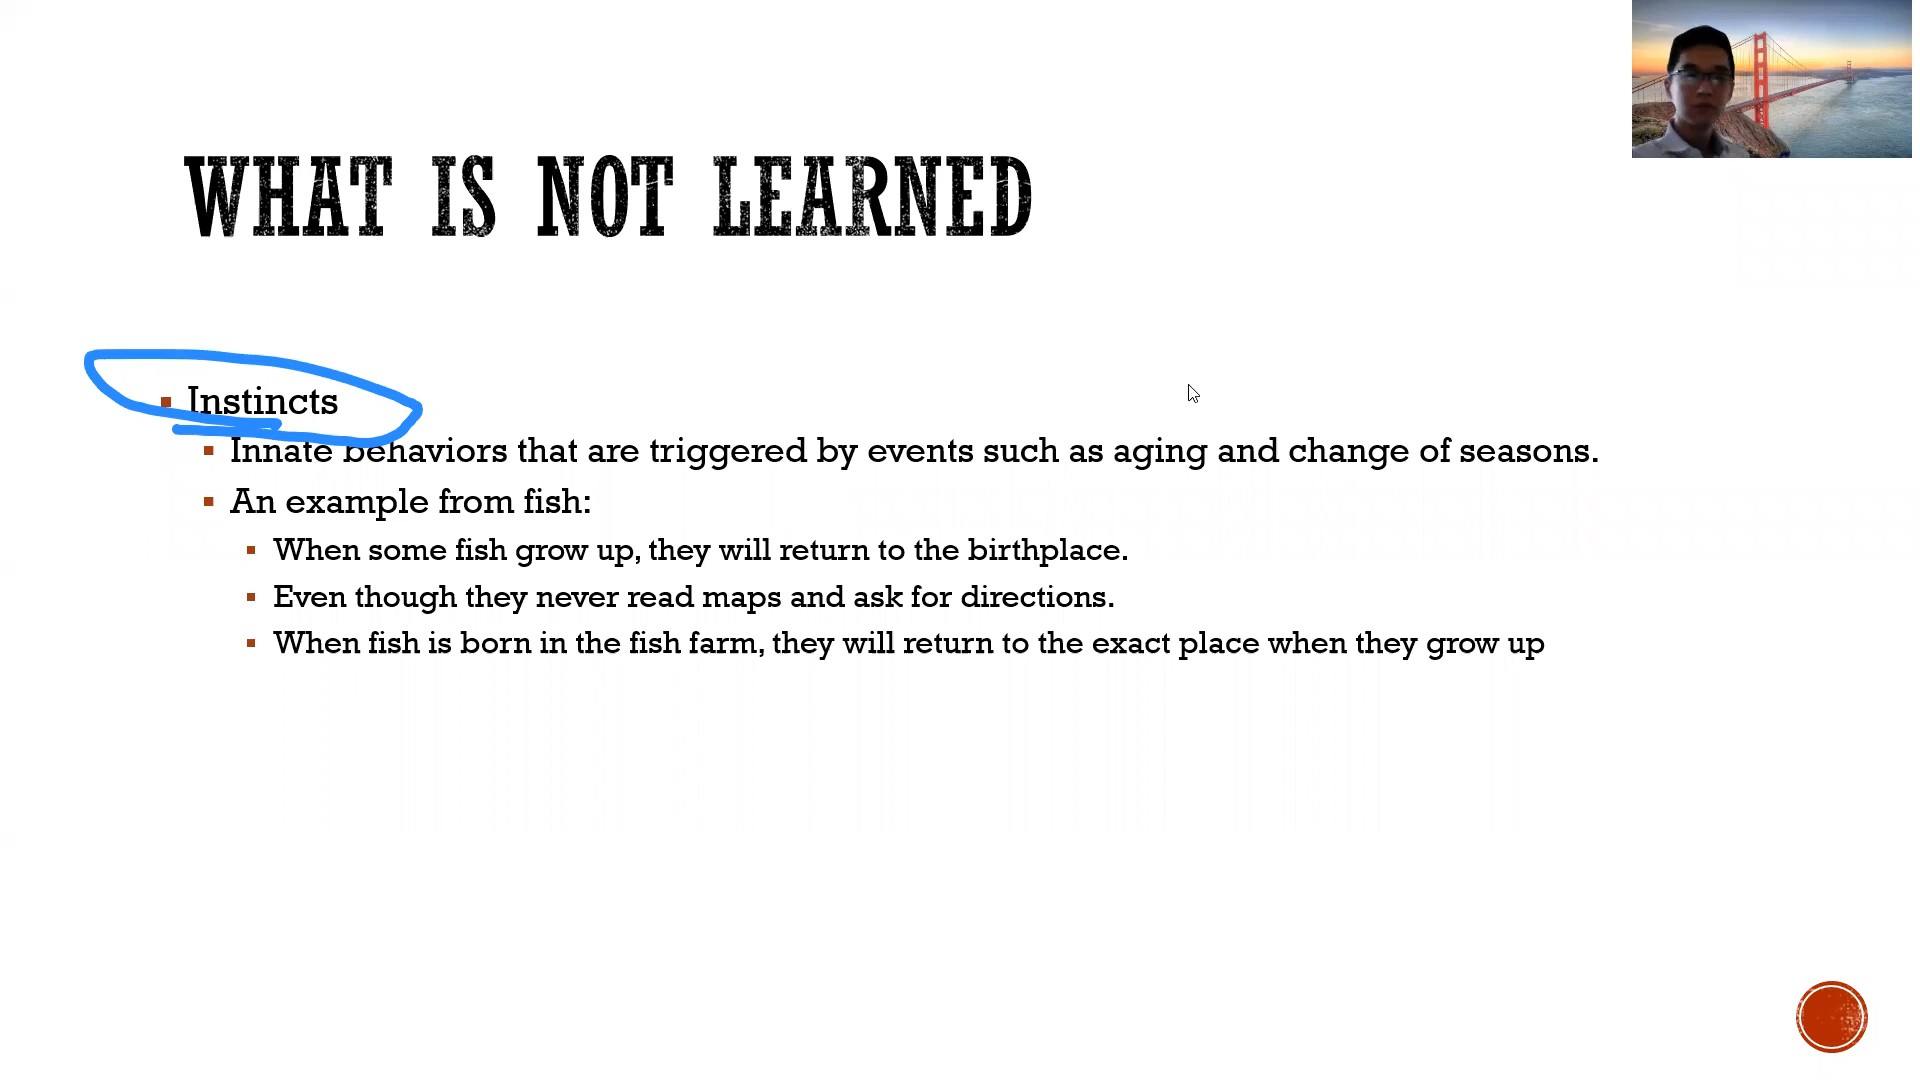 WHAT IS NOT LEARNED
Instincts
Innate behaviors that are triggered by events such as aging and change of seasons.
An example from fish:
When some fish grow up, they will return to the birthplace.
Even though they never read maps and ask for directions.
When fish is born in the fish farm, they will return to the exact place when they grow up